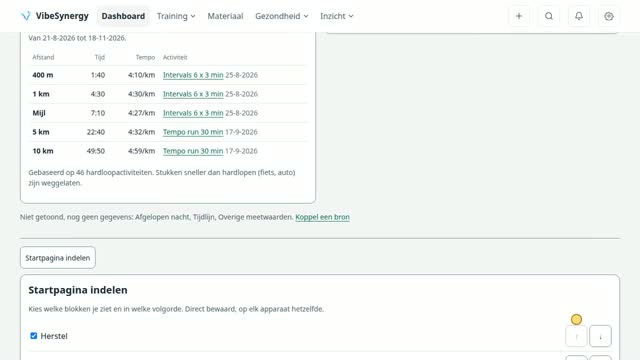 VibeSynergy Dashboard Training Materiaal Gezondheid Inzicht
Van 21-8-2026 tot 18-11-2026.
Afstand Tijd Tempo Activiteit
400 m 1:40 4:10/km Intervals 6 x 3 min 25-8-2026
1 km 4:30 4:30/km Intervals 6 x 3 min 25-8-2026
Mijl 7:10 4:27/km Intervals 6 x 3 min 25-8-2026
5 km 22:40 4:32/km Tempo run 30 min 17-9-2026
10 km 49:50 4:59/km Tempo run 30 min 17-9-2026
Gebaseerd op 46 hardloopactiviteiten. Stukken sneller dan hardlopen (fiets, auto)
zijn weggelaten.
Niet getoond, nog geen gegevens: Afgelopen nacht, Tijdlijn, Overige meetwaarden. Koppel een bron
Startpagina indelen
Startpagina indelen
Kies welke blokken je ziet en in welke volgorde. Direct bewaard, op elk apparaat hetzelfde.
Herstel ↑ ↓